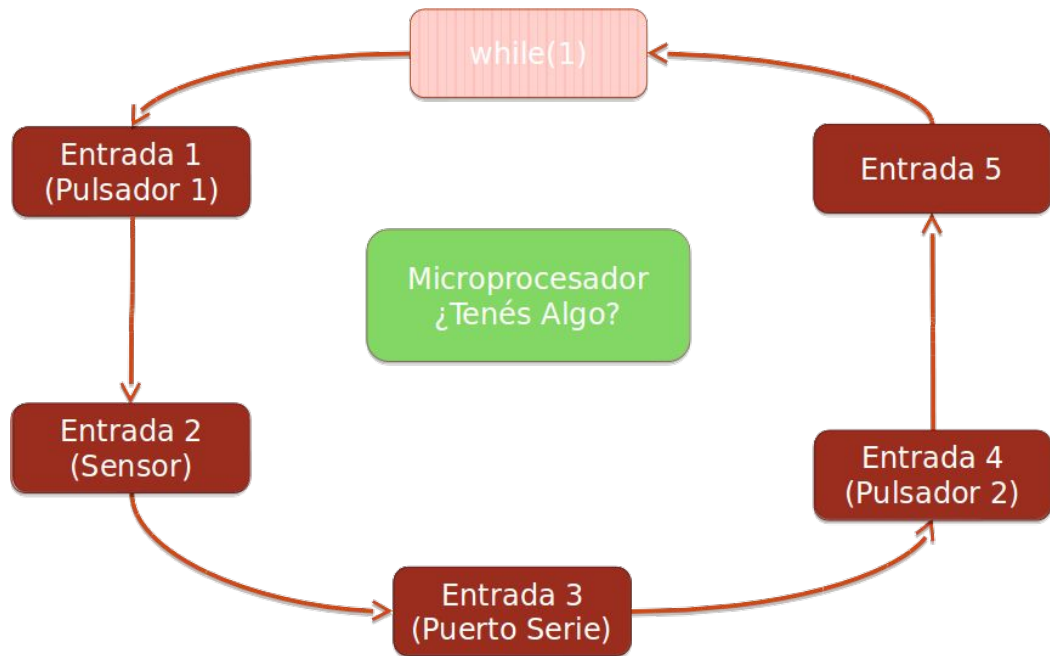 while(1)
Entrada 1
(Pulsador 1)
Entrada 5
Microprocesador
¿Tenés Algo?
Entrada 2
(Sensor)
Entrada 4
(Pulsador 2)
Entrada 3
(Puerto Serie)